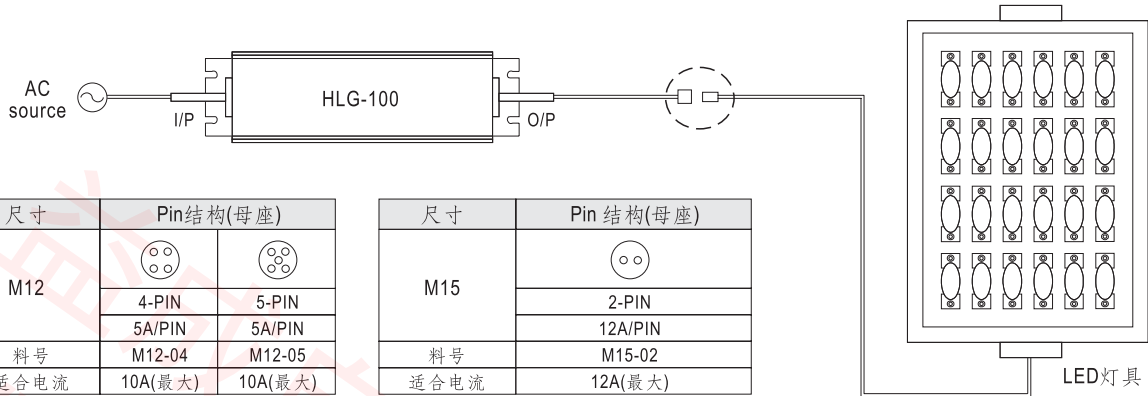 AC
source
I/P
HLG-100
O/P
尺寸
Pin结构(母座)
M12
4-PIN
5-PIN
5A/PIN
5A/PIN
料号
M12-04
M12-05
适合电流
10A(最大)
10A(最大)
尺寸
Pin 结构(母座)
M15
2-PIN
12A/PIN
料号
M15-02
适合电流
12A(最大)
LED灯具